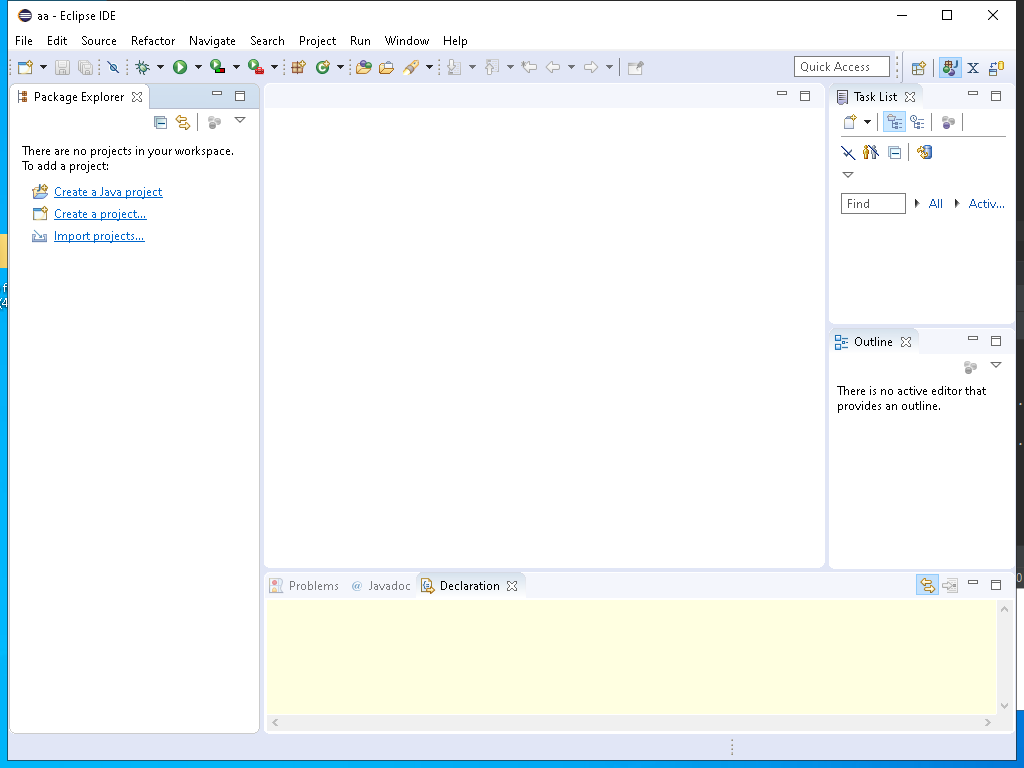 aa - Eclipse IDE
File Edit Source Refactor Navigate Search Project Run Window Help
Quick Access
Package Explorer
There are no projects in your workspace.
To add a project:
Create a Java project
Create a project...
Import projects...
Task List
Find All Activ...
Outline
There is no active editor that
provides an outline.
Problems @ Javadoc Declaration